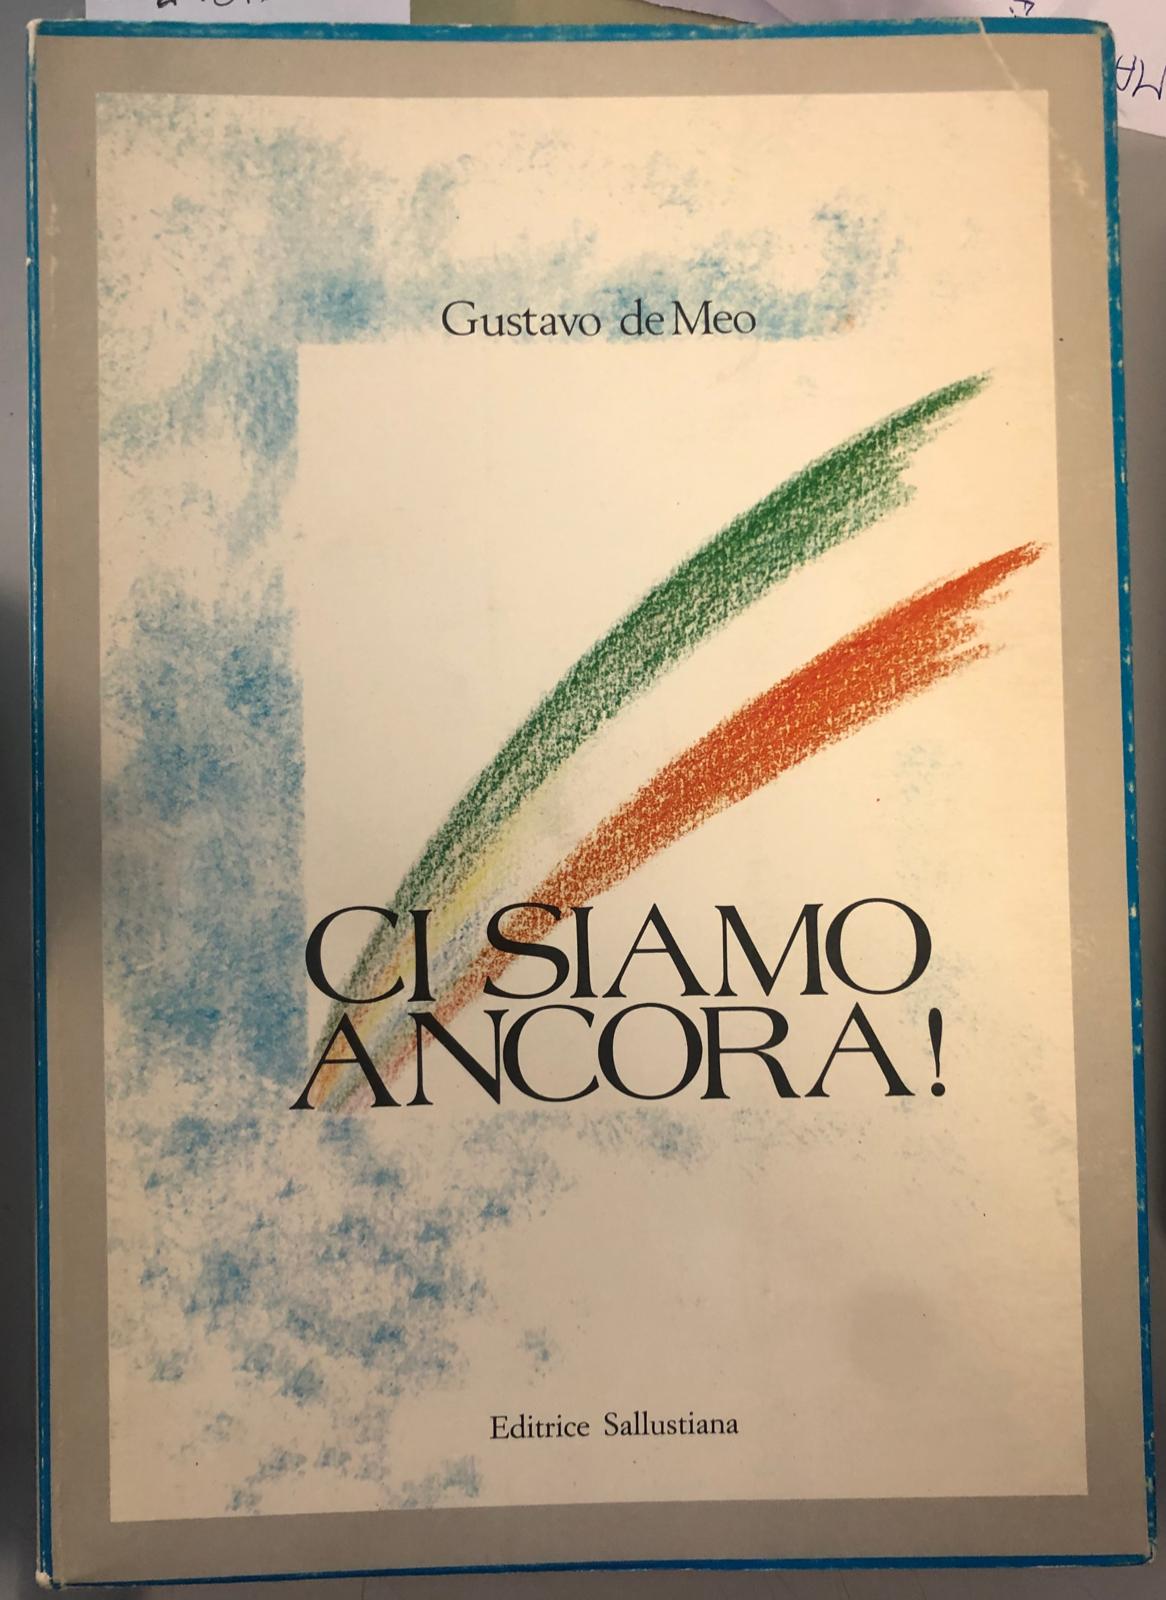 Gustavo de Meo
CI SIAMO
ANCORA!
Editrice Sallustiana